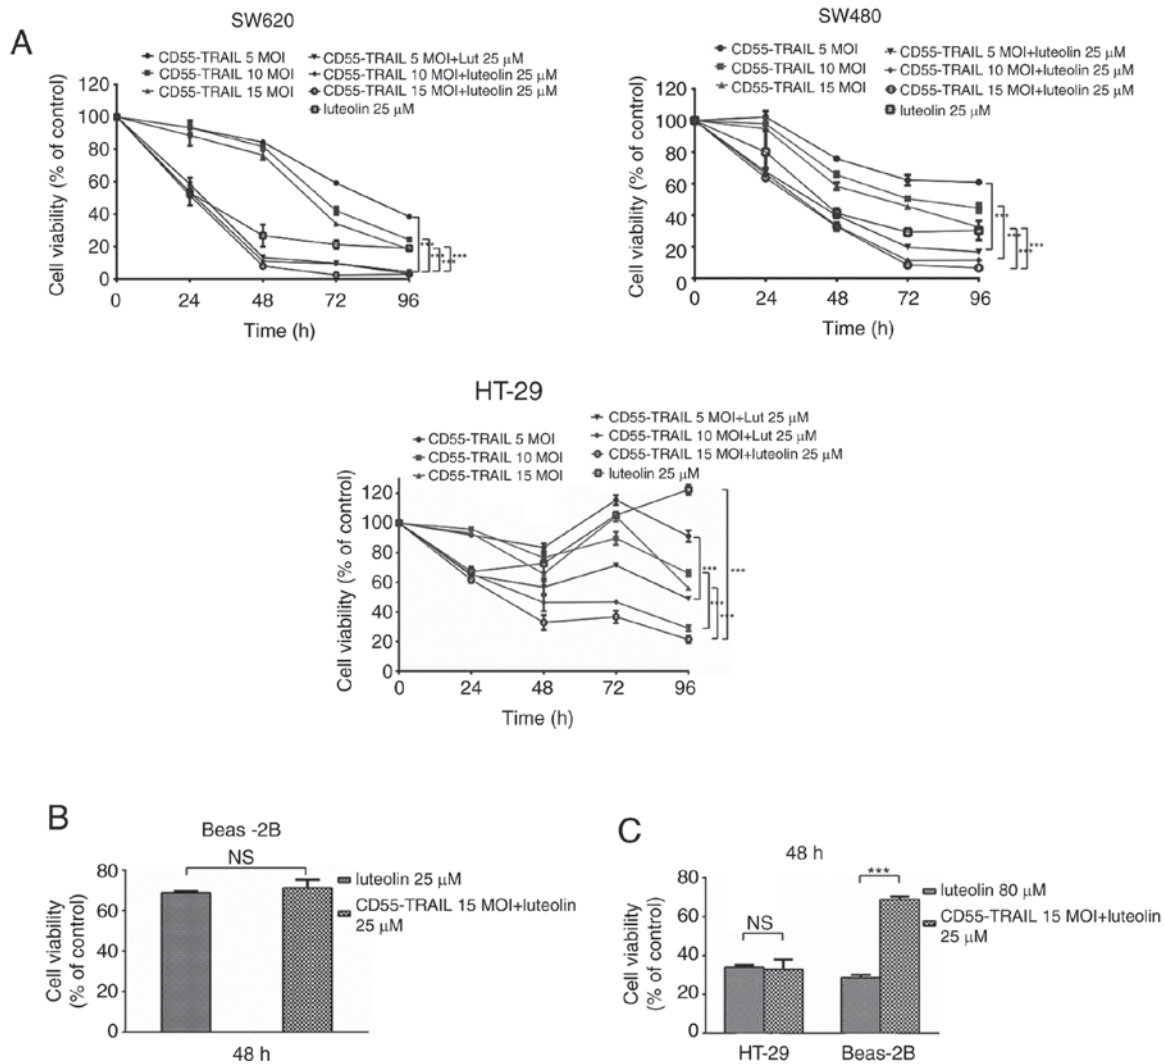 A
SW620
CD55-TRAIL 5 MOI
CD55-TRAIL 10 MOI
CD55-TRAIL 15 MOI
CD55-TRAIL 5 MOI+Lut 25 μM
CD55-TRAIL 10 MOI+luteolin 25 μM
CD55-TRAIL 15 MOI+luteolin 25 μM
luteolin 25 μM
Cell viability (% of control)
120
100
80
60
40
20
0
0 24 48 72 96
Time (h)
***
***
***
***
SW480
CD55-TRAIL 5 MOI
CD55-TRAIL 10 MOI
CD55-TRAIL 15 MOI
CD55-TRAIL 5 MOI+luteolin 25 μM
CD55-TRAIL 10 MOI+luteolin 25 μM
CD55-TRAIL 15 MOI+luteolin 25 μM
luteolin 25 μM
Cell viability (% of control)
120
100
80
60
40
20
0
0 24 48 72 96
Time (h)
***
***
***
***
HT-29
CD55-TRAIL 5 MOI
CD55-TRAIL 10 MOI
CD55-TRAIL 15 MOI
CD55-TRAIL 5 MOI+Lut 25 μM
CD55-TRAIL 10 MOI+Lut 25 μM
CD55-TRAIL 15 MOI+luteolin 25 μM
luteolin 25 μM
Cell viability (% of control)
120
100
80
60
40
20
0
0 24 48 72 96
Time (h)
***
***
***
***
B
Beas -2B
NS
Cell viability
(% of control)
80
60
40
20
0
48 h
luteolin 25 μM
CD55-TRAIL 15 MOI+luteolin
25 μM
C
48 h
NS
***
Cell viability
(% of control)
80
60
40
20
0
HT-29 Beas-2B
luteolin 80 μM
CD55-TRAIL 15 MOI+luteolin
25 μM